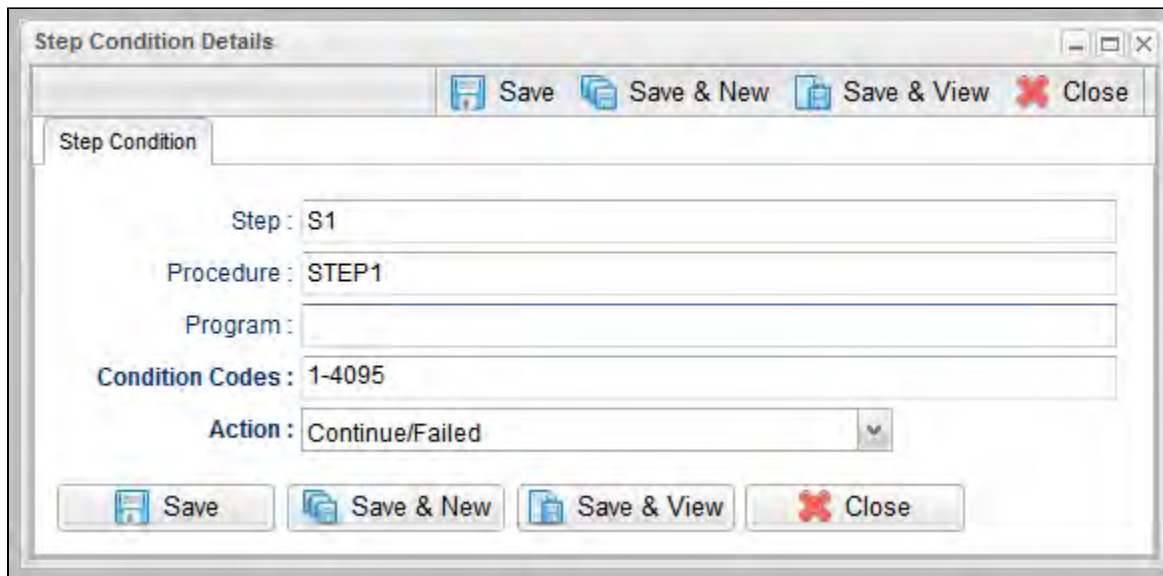 Step Condition Details
Save Save & New Save & View Close
Step Condition
Step : S1
Procedure : STEP1
Program :
Condition Codes : 1-4095
Action : Continue/Failed
Save Save & New Save & View Close